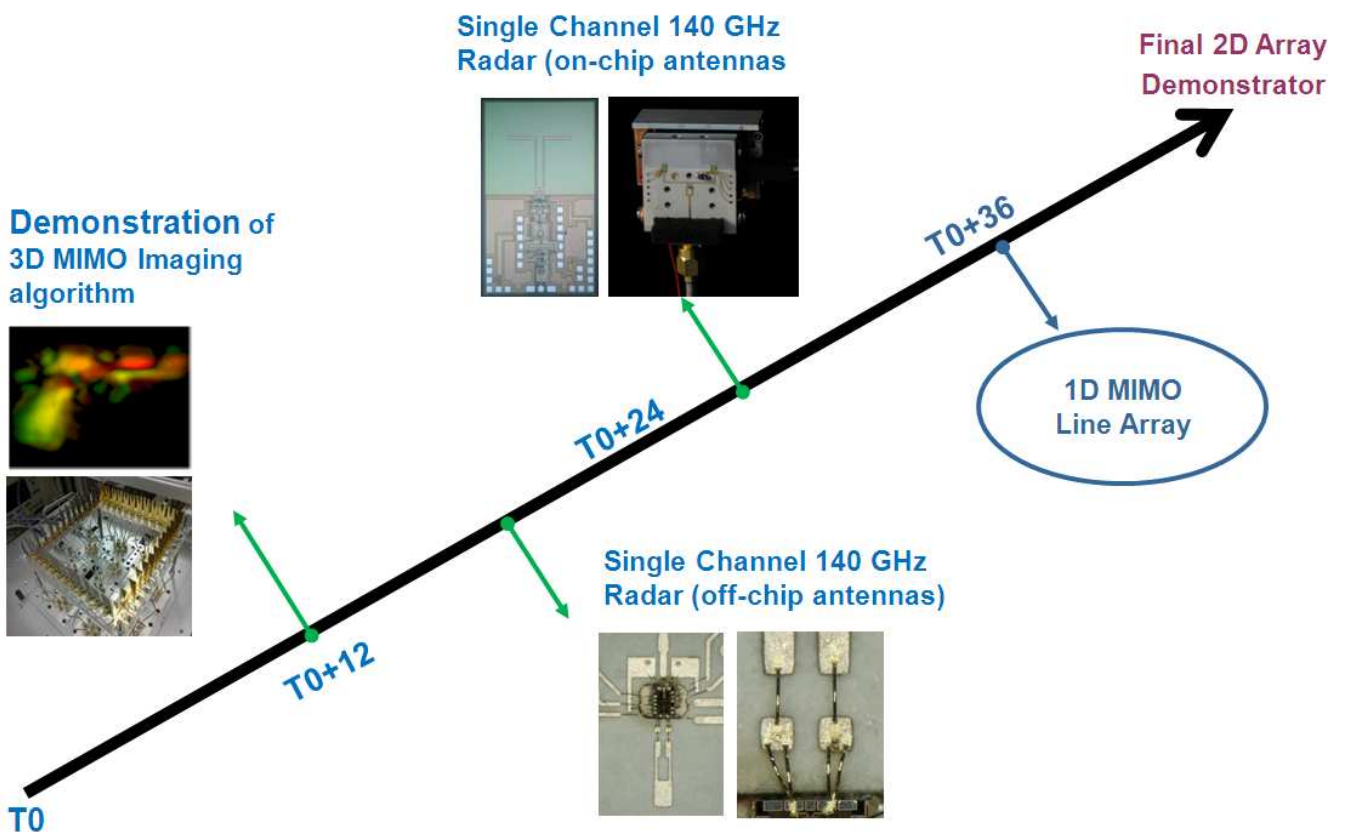 Single Channel 140 GHz
Radar (on-chip antennas
Final 2D Array
Demonstrator
Demonstration of
3D MIMO Imaging
algorithm
T0+36
1D MIMO
Line Array
T0+24
Single Channel 140 GHz
Radar (off-chip antennas)
T0+12
T0